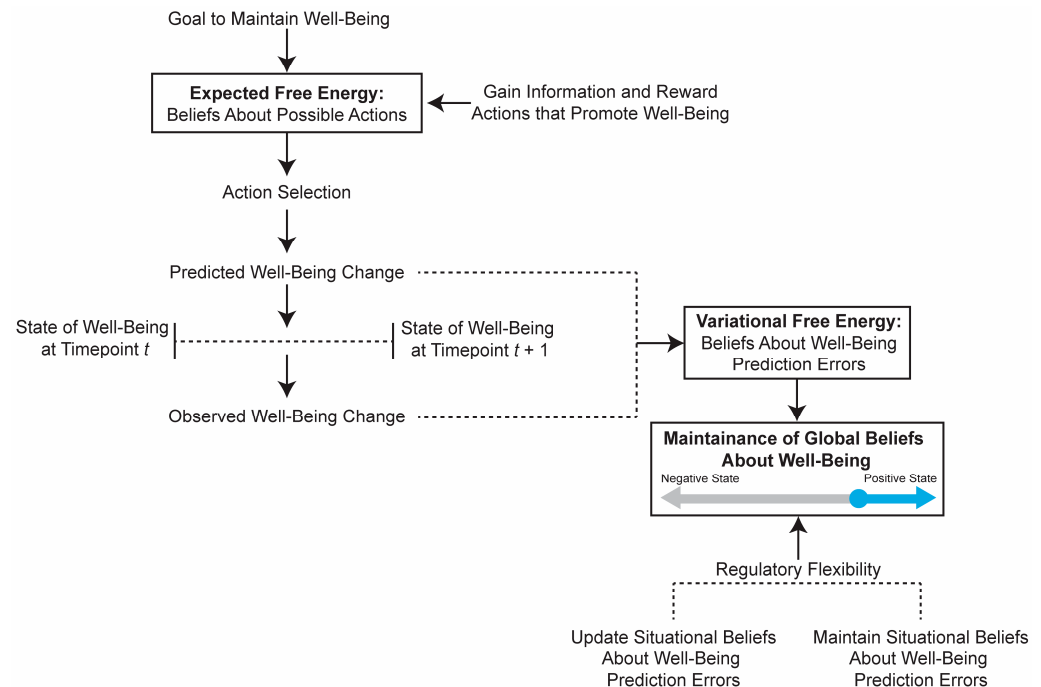 Goal to Maintain Well-Being
Expected Free Energy:
Beliefs About Possible Actions
Gain Information and Reward
Actions that Promote Well-Being
Action Selection
Predicted Well-Being Change
State of Well-Being
at Timepoint t
State of Well-Being
at Timepoint t + 1
Observed Well-Being Change
Variational Free Energy:
Beliefs About Well-Being
Prediction Errors
Maintainance of Global Beliefs
About Well-Being
Negative State
Positive State
Regulatory Flexibility
Update Situational Beliefs
About Well-Being
Prediction Errors
Maintain Situational Beliefs
About Well-Being
Prediction Errors